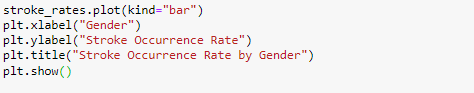 stroke_rates.plot(kind="bar")
plt.xlabel("Gender")
plt.ylabel("Stroke Occurrence Rate")
plt.title("Stroke Occurrence Rate by Gender")
plt.show()